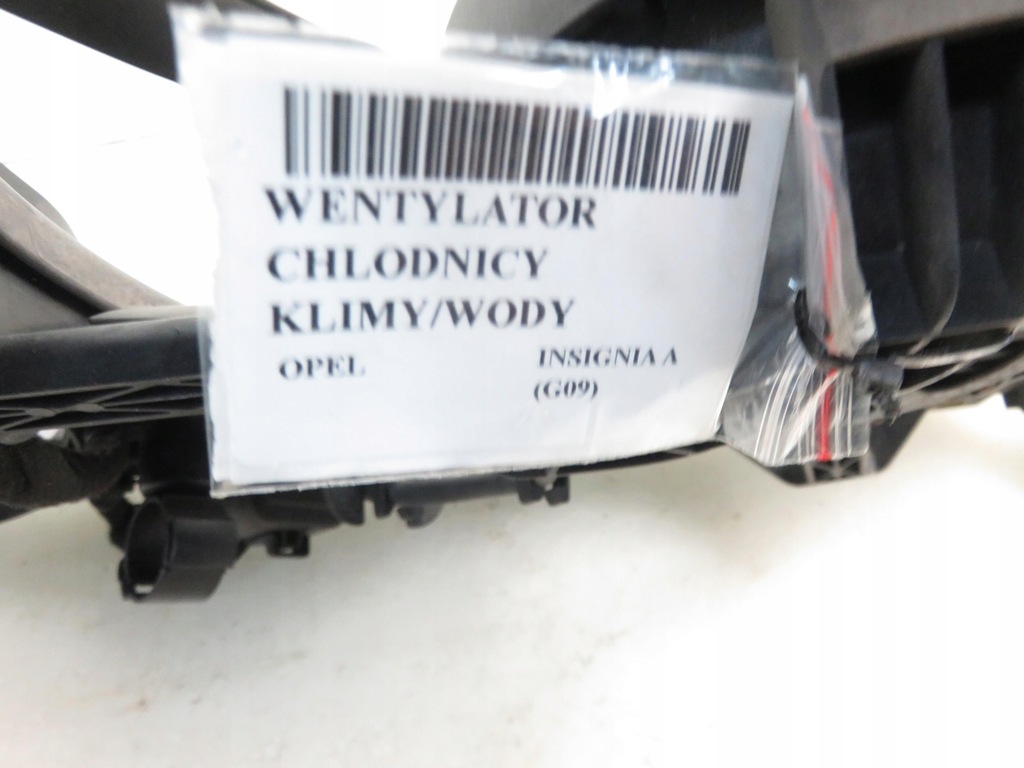 WENTYLATOR
CHLODNICY
KLIMY/WODY
OPEL INSIGNIA A
(G09)